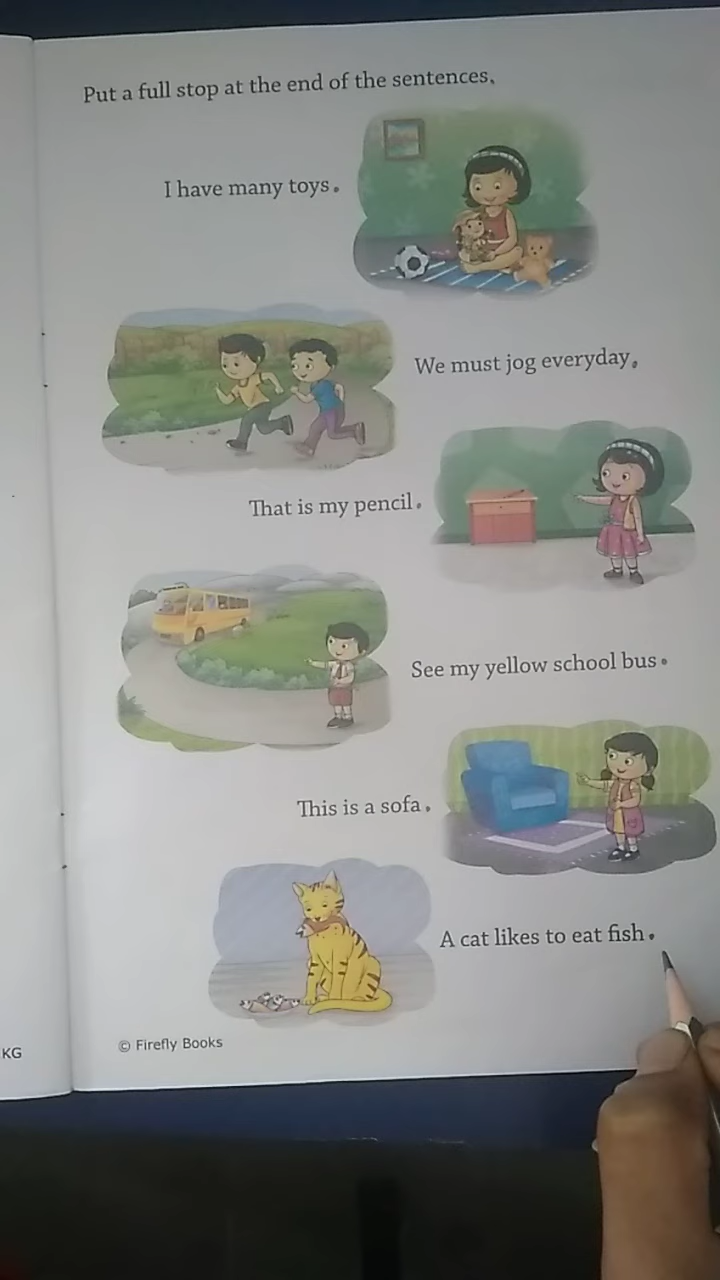 Put a full stop at the end of the sentences.
I have many toys.
We must jog everyday.
That is my pencil.
See my yellow school bus.
This is a sofa.
A cat likes to eat fish.
KG
© Firefly Books